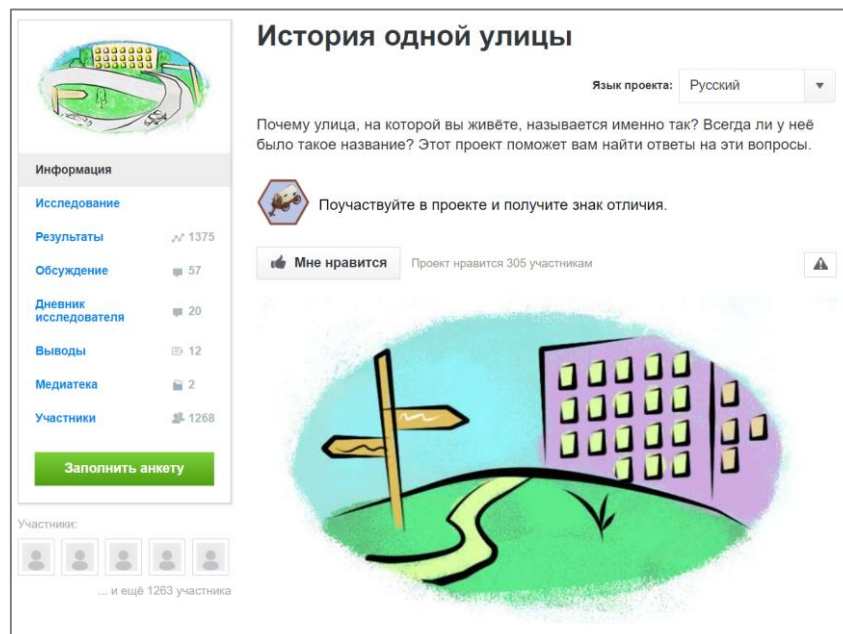 История одной улицы
Язык проекта: Русский
Почему улица, на которой вы живёте, называется именно так? Всегда ли у неё
было такое название? Этот проект поможет вам найти ответы на эти вопросы.
Поучаствуйте в проекте и получите знак отличия.
Мне нравится Проект нравится 305 участникам
Информация
Исследование
Результаты 1375
Обсуждение 57
Дневник
исследователя 20
Выводы 12
Медиатека 2
Участники 1268
Заполнить анкету
Участники:
... и ещё 1263 участника